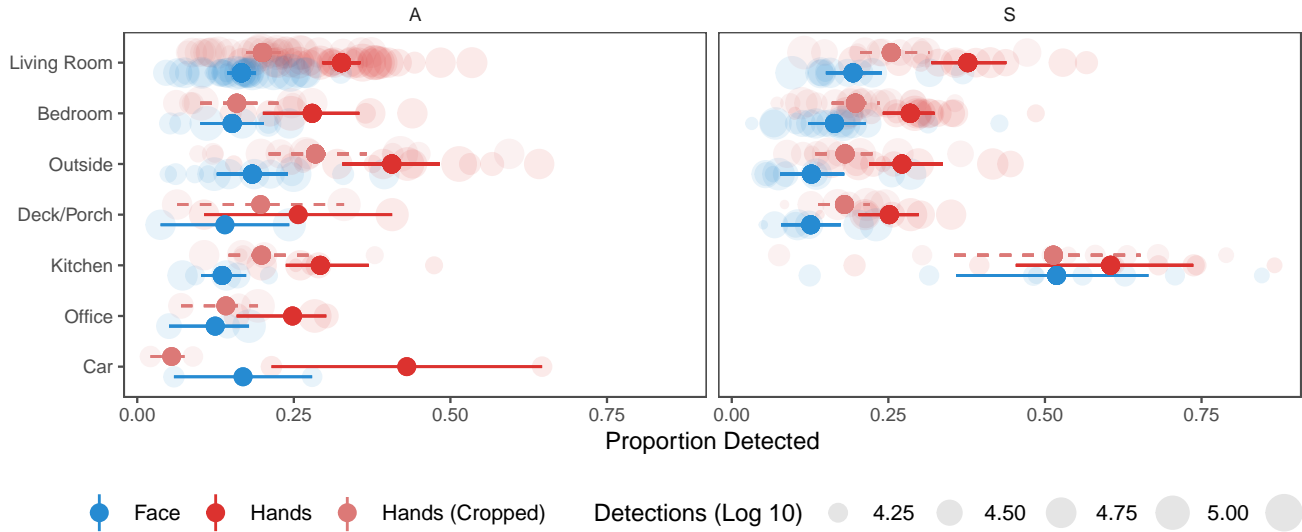 A S
Living Room
Bedroom
Outside
Deck/Porch
Kitchen
Office
Car
0.00 0.25 0.50 0.75 0.00 0.25 0.50 0.75
Proportion Detected
Face Hands Hands (Cropped) Detections (Log 10) 4.25 4.50 4.75 5.00